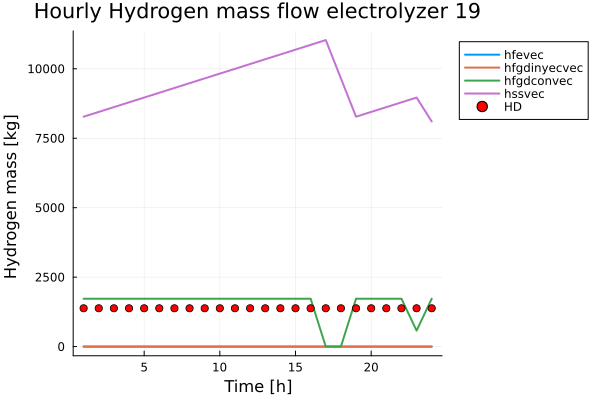 Hourly Hydrogen mass flow electrolyzer 19
Hydrogen mass [kg]
10000
7500
5000
2500
0
5
10
15
20
Time [h]
hfevec
hfgdinyecvec
hfgdconvec
hssvec
HD